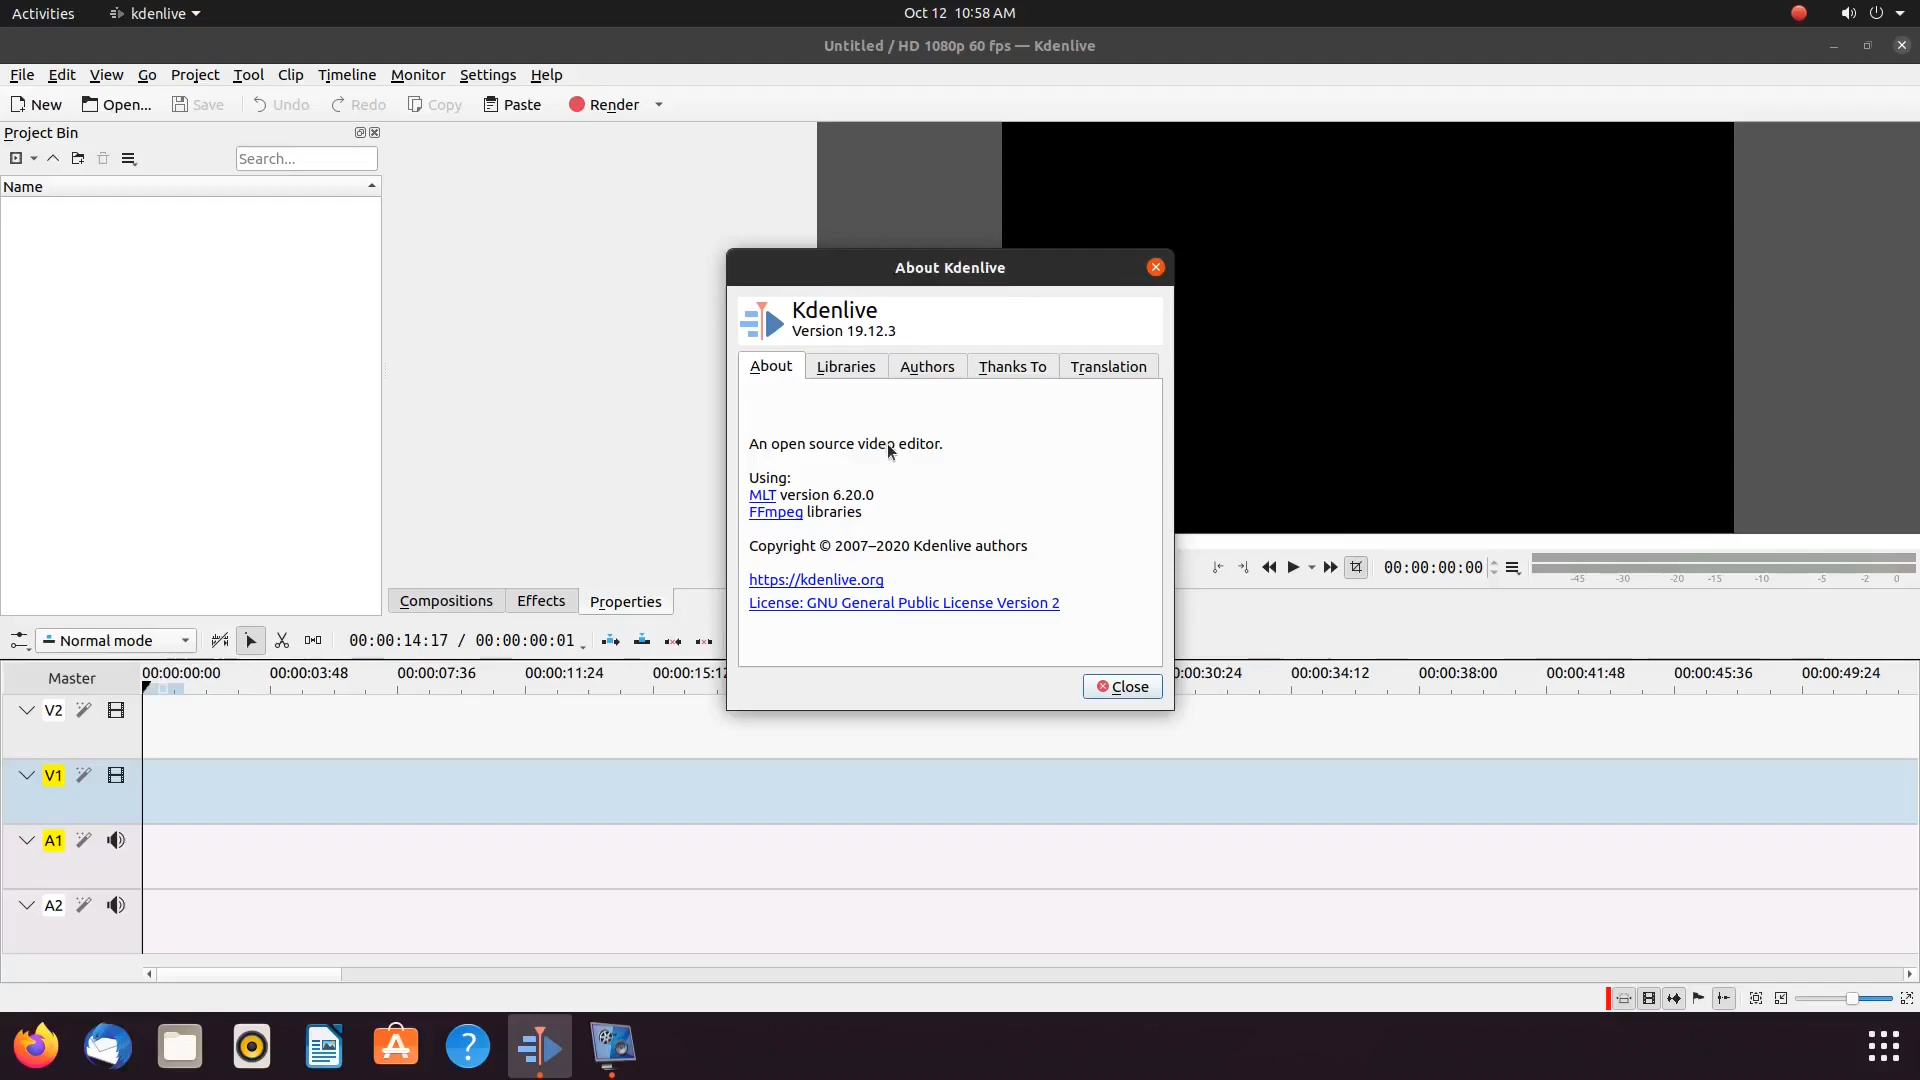 Activities
kdenlive
Oct 12 10:58 AM
Untitled / HD 1080p 60 fps — Kdenlive
File Edit View Go Project Tool Clip Timeline Monitor Settings Help
New Open... Save Undo Redo Copy Paste Render
Project Bin
Search...
Name
About Kdenlive
Kdenlive
Version 19.12.3
About Libraries Authors Thanks To Translation
An open source video editor.
Using:
MLT version 6.20.0
FFmpeg libraries
Copyright © 2007–2020 Kdenlive authors
https://kdenlive.org
License: GNU General Public License Version 2
Close
00:00:00:00
-45 -30 -20 -15 -10 -5 -2 0
Compositions Effects Properties
Normal mode
00:00:14:17 / 00:00:00:01
Master
00:00:00:00 00:00:03:48 00:00:07:36 00:00:11:24 00:00:15:12 0:00:30:24 00:00:34:12 00:00:38:00 00:00:41:48 00:00:45:36 00:00:49:24
V2
V1
A1
A2